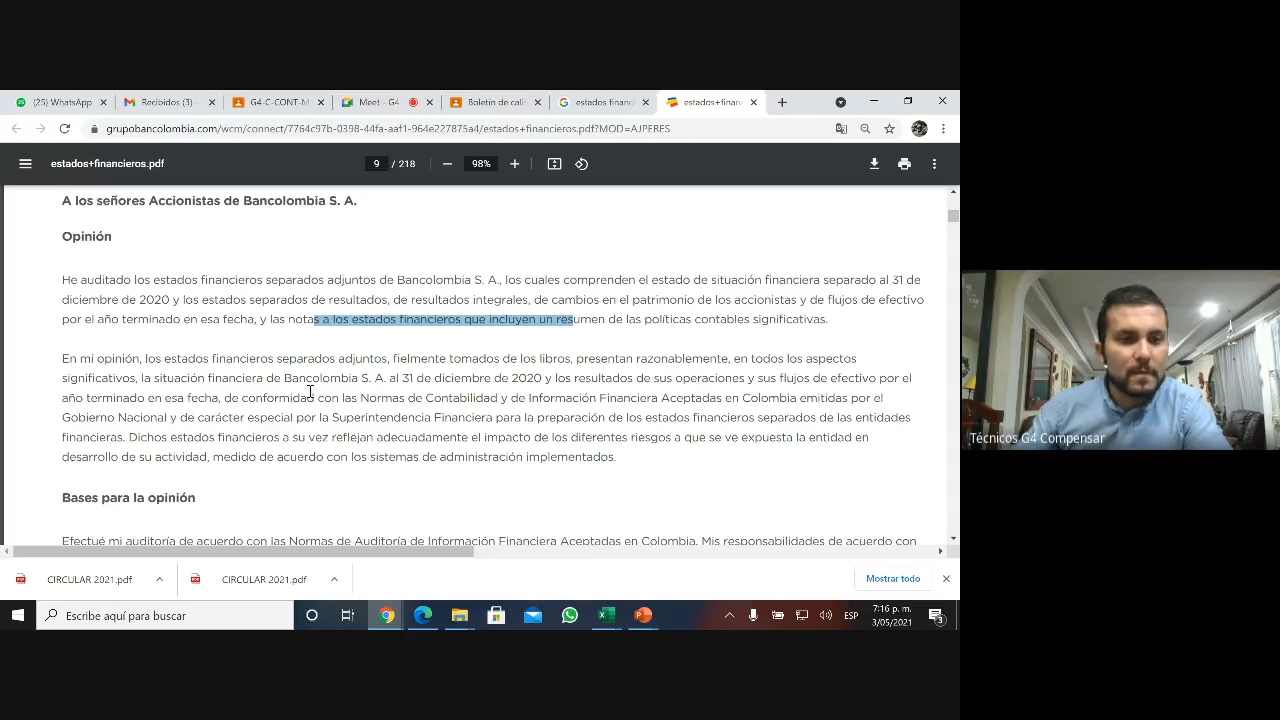 (25) WhatsApp
Recibidos (3) -
G4-C-CONT-M
Meet - G4
Boletín de cali
estados financ
estados+finan
grupobancolombia.com/wcm/connect/7764c97b-0398-44fa-aaf1-964e227875a4/estados+financieros.pdf?MOD=AJPERES
estados+financieros.pdf
9 / 218
98%
A los señores Accionistas de Bancolombia S. A.
Opinión
He auditado los estados financieros separados adjuntos de Bancolombia S. A., los cuales comprenden el estado de situación financiera separado al 31 de
diciembre de 2020 y los estados separados de resultados, de resultados integrales, de cambios en el patrimonio de los accionistas y de flujos de efectivo
por el año terminado en esa fecha, y las notas a los estados financieros que incluyen un resumen de las políticas contables significativas.
En mi opinión, los estados financieros separados adjuntos, fielmente tomados de los libros, presentan razonablemente, en todos los aspectos
significativos, la situación financiera de Bancolombia S. A. al 31 de diciembre de 2020 y los resultados de sus operaciones y sus flujos de efectivo por el
año terminado en esa fecha, de conformidad con las Normas de Contabilidad y de Información Financiera Aceptadas en Colombia emitidas por el
Gobierno Nacional y de carácter especial por la Superintendencia Financiera para la preparación de los estados financieros separados de las entidades
financieras. Dichos estados financieros a su vez reflejan adecuadamente el impacto de los diferentes riesgos a que se ve expuesta la entidad en
desarrollo de su actividad, medido de acuerdo con los sistemas de administración implementados.
Bases para la opinión
Efectué mi auditoría de acuerdo con las Normas de Auditoría de Información Financiera Aceptadas en Colombia. Mis responsabilidades de acuerdo con
Técnicos G4 Compensar
CIRCULAR 2021.pdf
CIRCULAR 2021.pdf
Mostrar todo
Escribe aquí para buscar
ESP
7:16 p. m.
3/05/2021
3